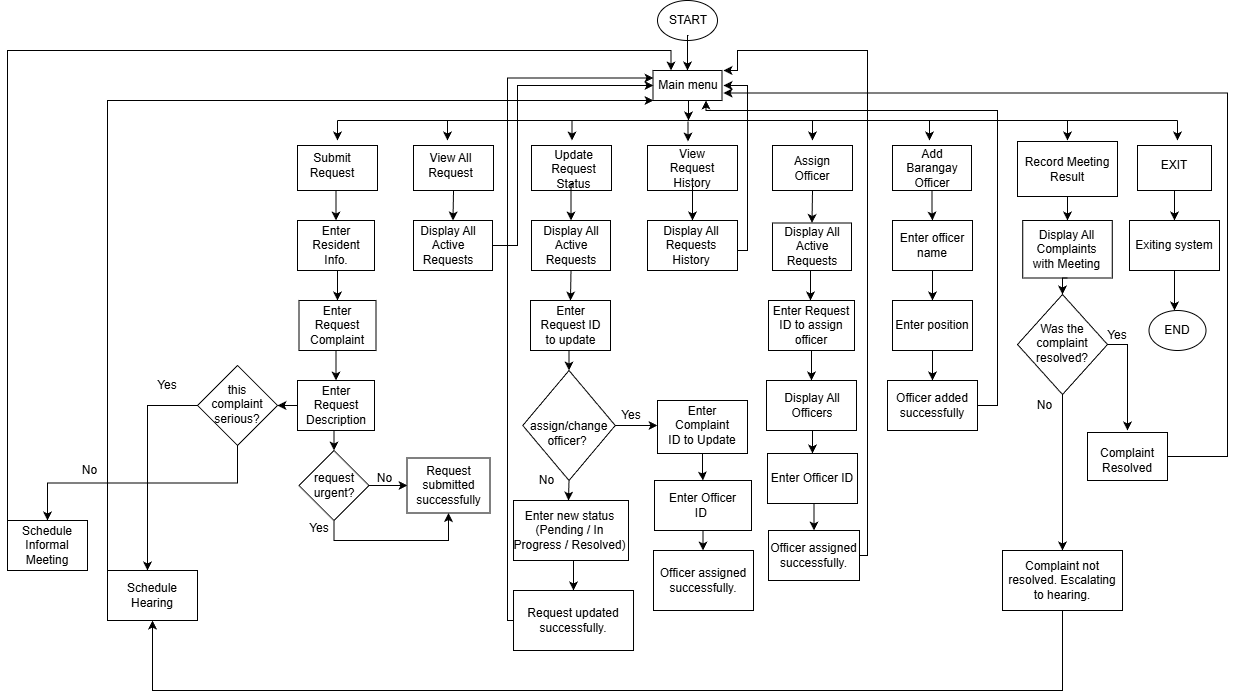 START
Main menu
Submit
Request
View All
Request
Update
Request
Status
View
Request
History
Assign
Officer
Add
Barangay
Officer
Record Meeting
Result
EXIT
Enter
Resident
Info.
Display All
Active
Requests
Display All
Active
Requests
Display All
Requests
History
Display All
Active
Requests
Enter officer
name
Display All
Complaints
with Meeting
Exiting system
Enter
Request
Complaint
Enter
Request ID
to update
Enter Request
ID to assign
officer
Enter position
Was the
complaint
resolved?
Yes
No
END
Yes
this
complaint
serious?
No
Enter
Request
Description
assign/change
officer?
Yes
No
Enter
Complaint
ID to Update
Display All
Officers
Officer added
successfully
Complaint
Resolved
request
urgent?
No
Yes
Request
submitted
successfully
Enter Officer
ID
Enter Officer ID
Schedule
Informal
Meeting
Enter new status
(Pending / In
Progress / Resolved)
Officer assigned
successfully.
Officer assigned
successfully.
Schedule
Hearing
Request updated
successfully.
Complaint not
resolved. Escalating
to hearing.